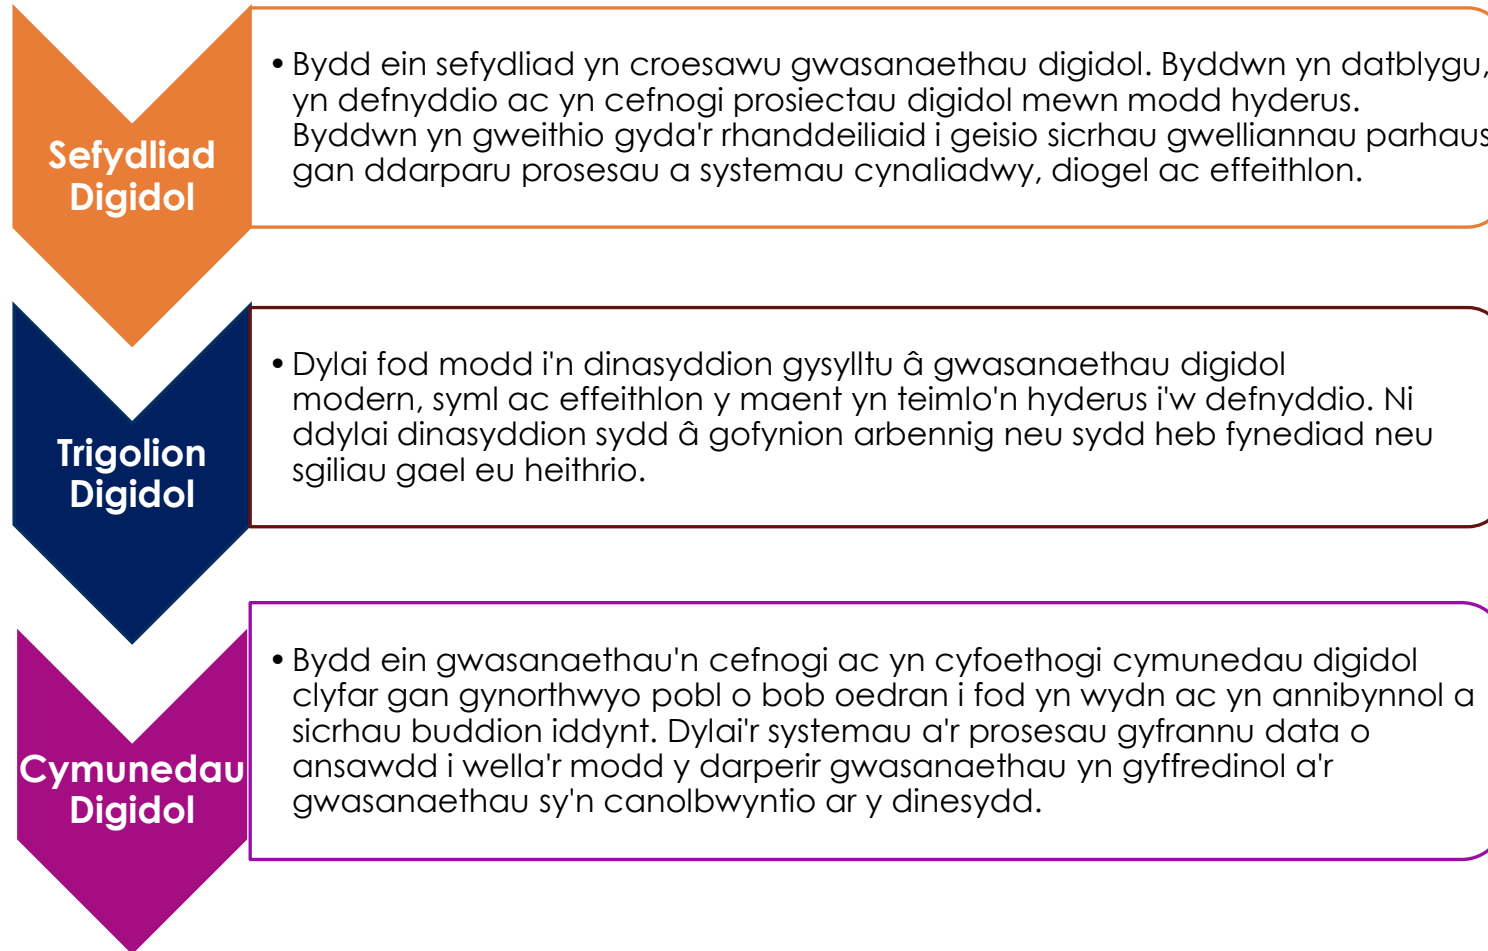 Sefydliad
Digidol
• Bydd ein sefydliad yn croesawu gwasanaethau digidol. Byddwn yn datblygu,
yn defnyddio ac yn cefnogi prosiectau digidol mewn modd hyderus.
Byddwn yn gweithio gyda'r rhanddeiliaid i geisio sicrhau gwelliannau parhaus
gan ddarparu prosesau a systemau cynaliadwy, diogel ac effeithlon.
Trigolion
Digidol
• Dylai fod modd i'n dinasyddion gysylltu â gwasanaethau digidol
modern, syml ac effeithlon y maent yn teimlo'n hyderus i'w defnyddio. Ni
ddylai dinasyddion sydd â gofynion arbennig neu sydd heb fynediad neu
sgiliau gael eu heithrio.
Cymunedau
Digidol
• Bydd ein gwasanaethau'n cefnogi ac yn cyfoethogi cymunedau digidol
clyfar gan gynorthwyo pobl o bob oedran i fod yn wydn ac yn annibynnol a
sicrhau buddion iddynt. Dylai'r systemau a'r prosesau gyfrannu data o
ansawdd i wella'r modd y darperir gwasanaethau yn gyffredinol a'r
gwasanaethau sy'n canolbwyntio ar y dinesydd.